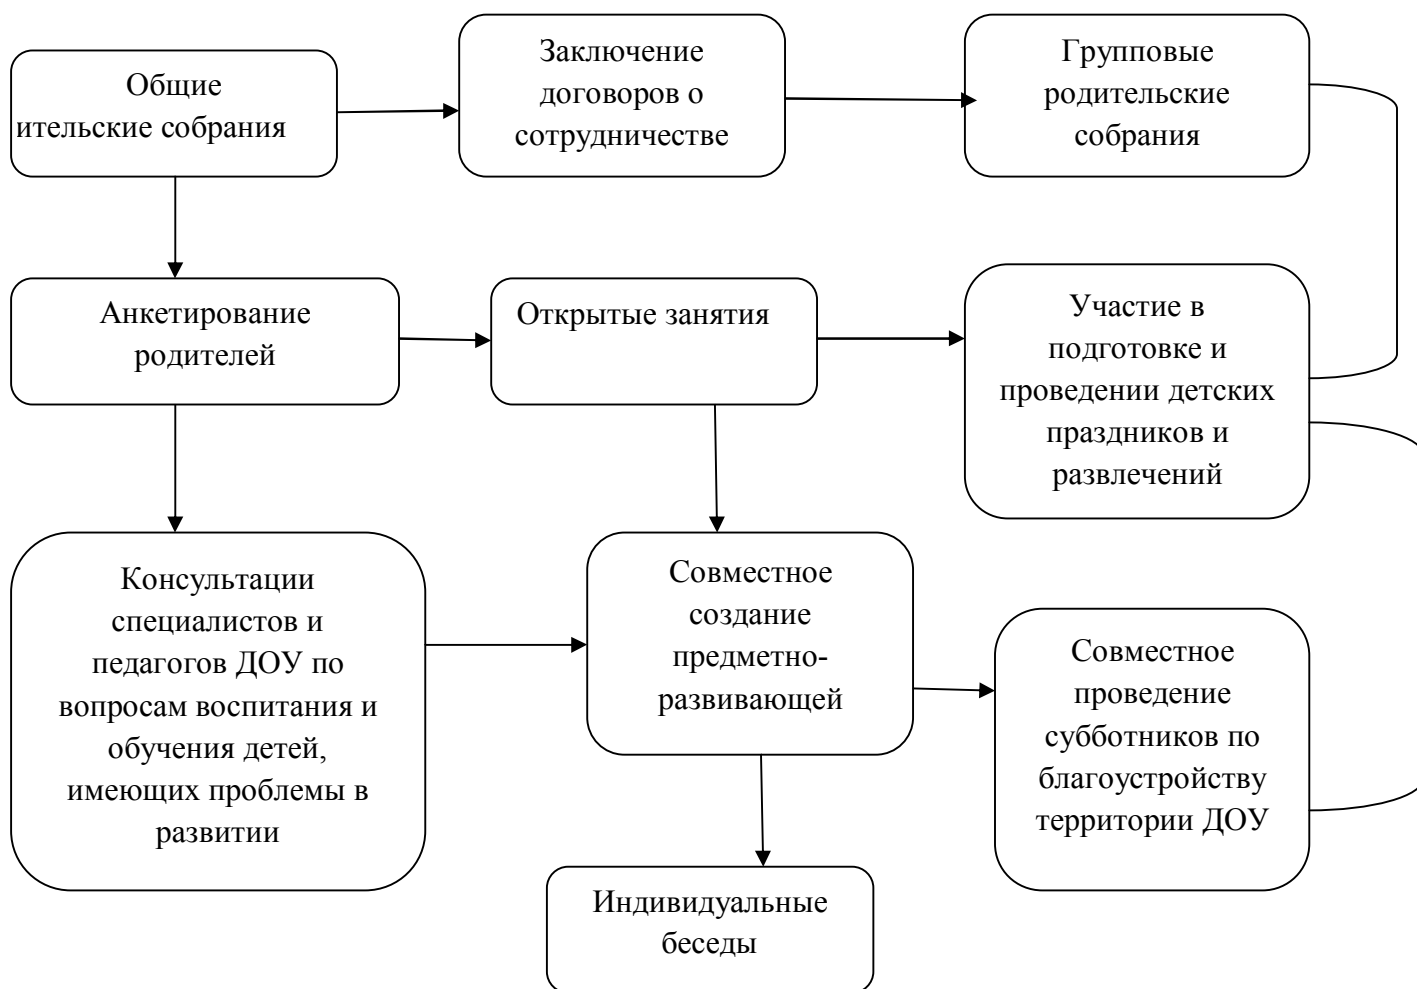 Общие
ительские собрания
Заключение
договоров о
сотрудничестве
Групповые
родительские
собрания
Анкетирование
родителей
Открытые занятия
Участие в
подготовке и
проведении детских
праздников и
развлечений
Консультации
специалистов и
педагогов ДОУ по
вопросам воспитания и
обучения детей,
имеющих проблемы в
развитии
Совместное
создание
предметно-
развивающей
Совместное
проведение
субботников по
благоустройству
территории ДОУ
Индивидуальные
беседы